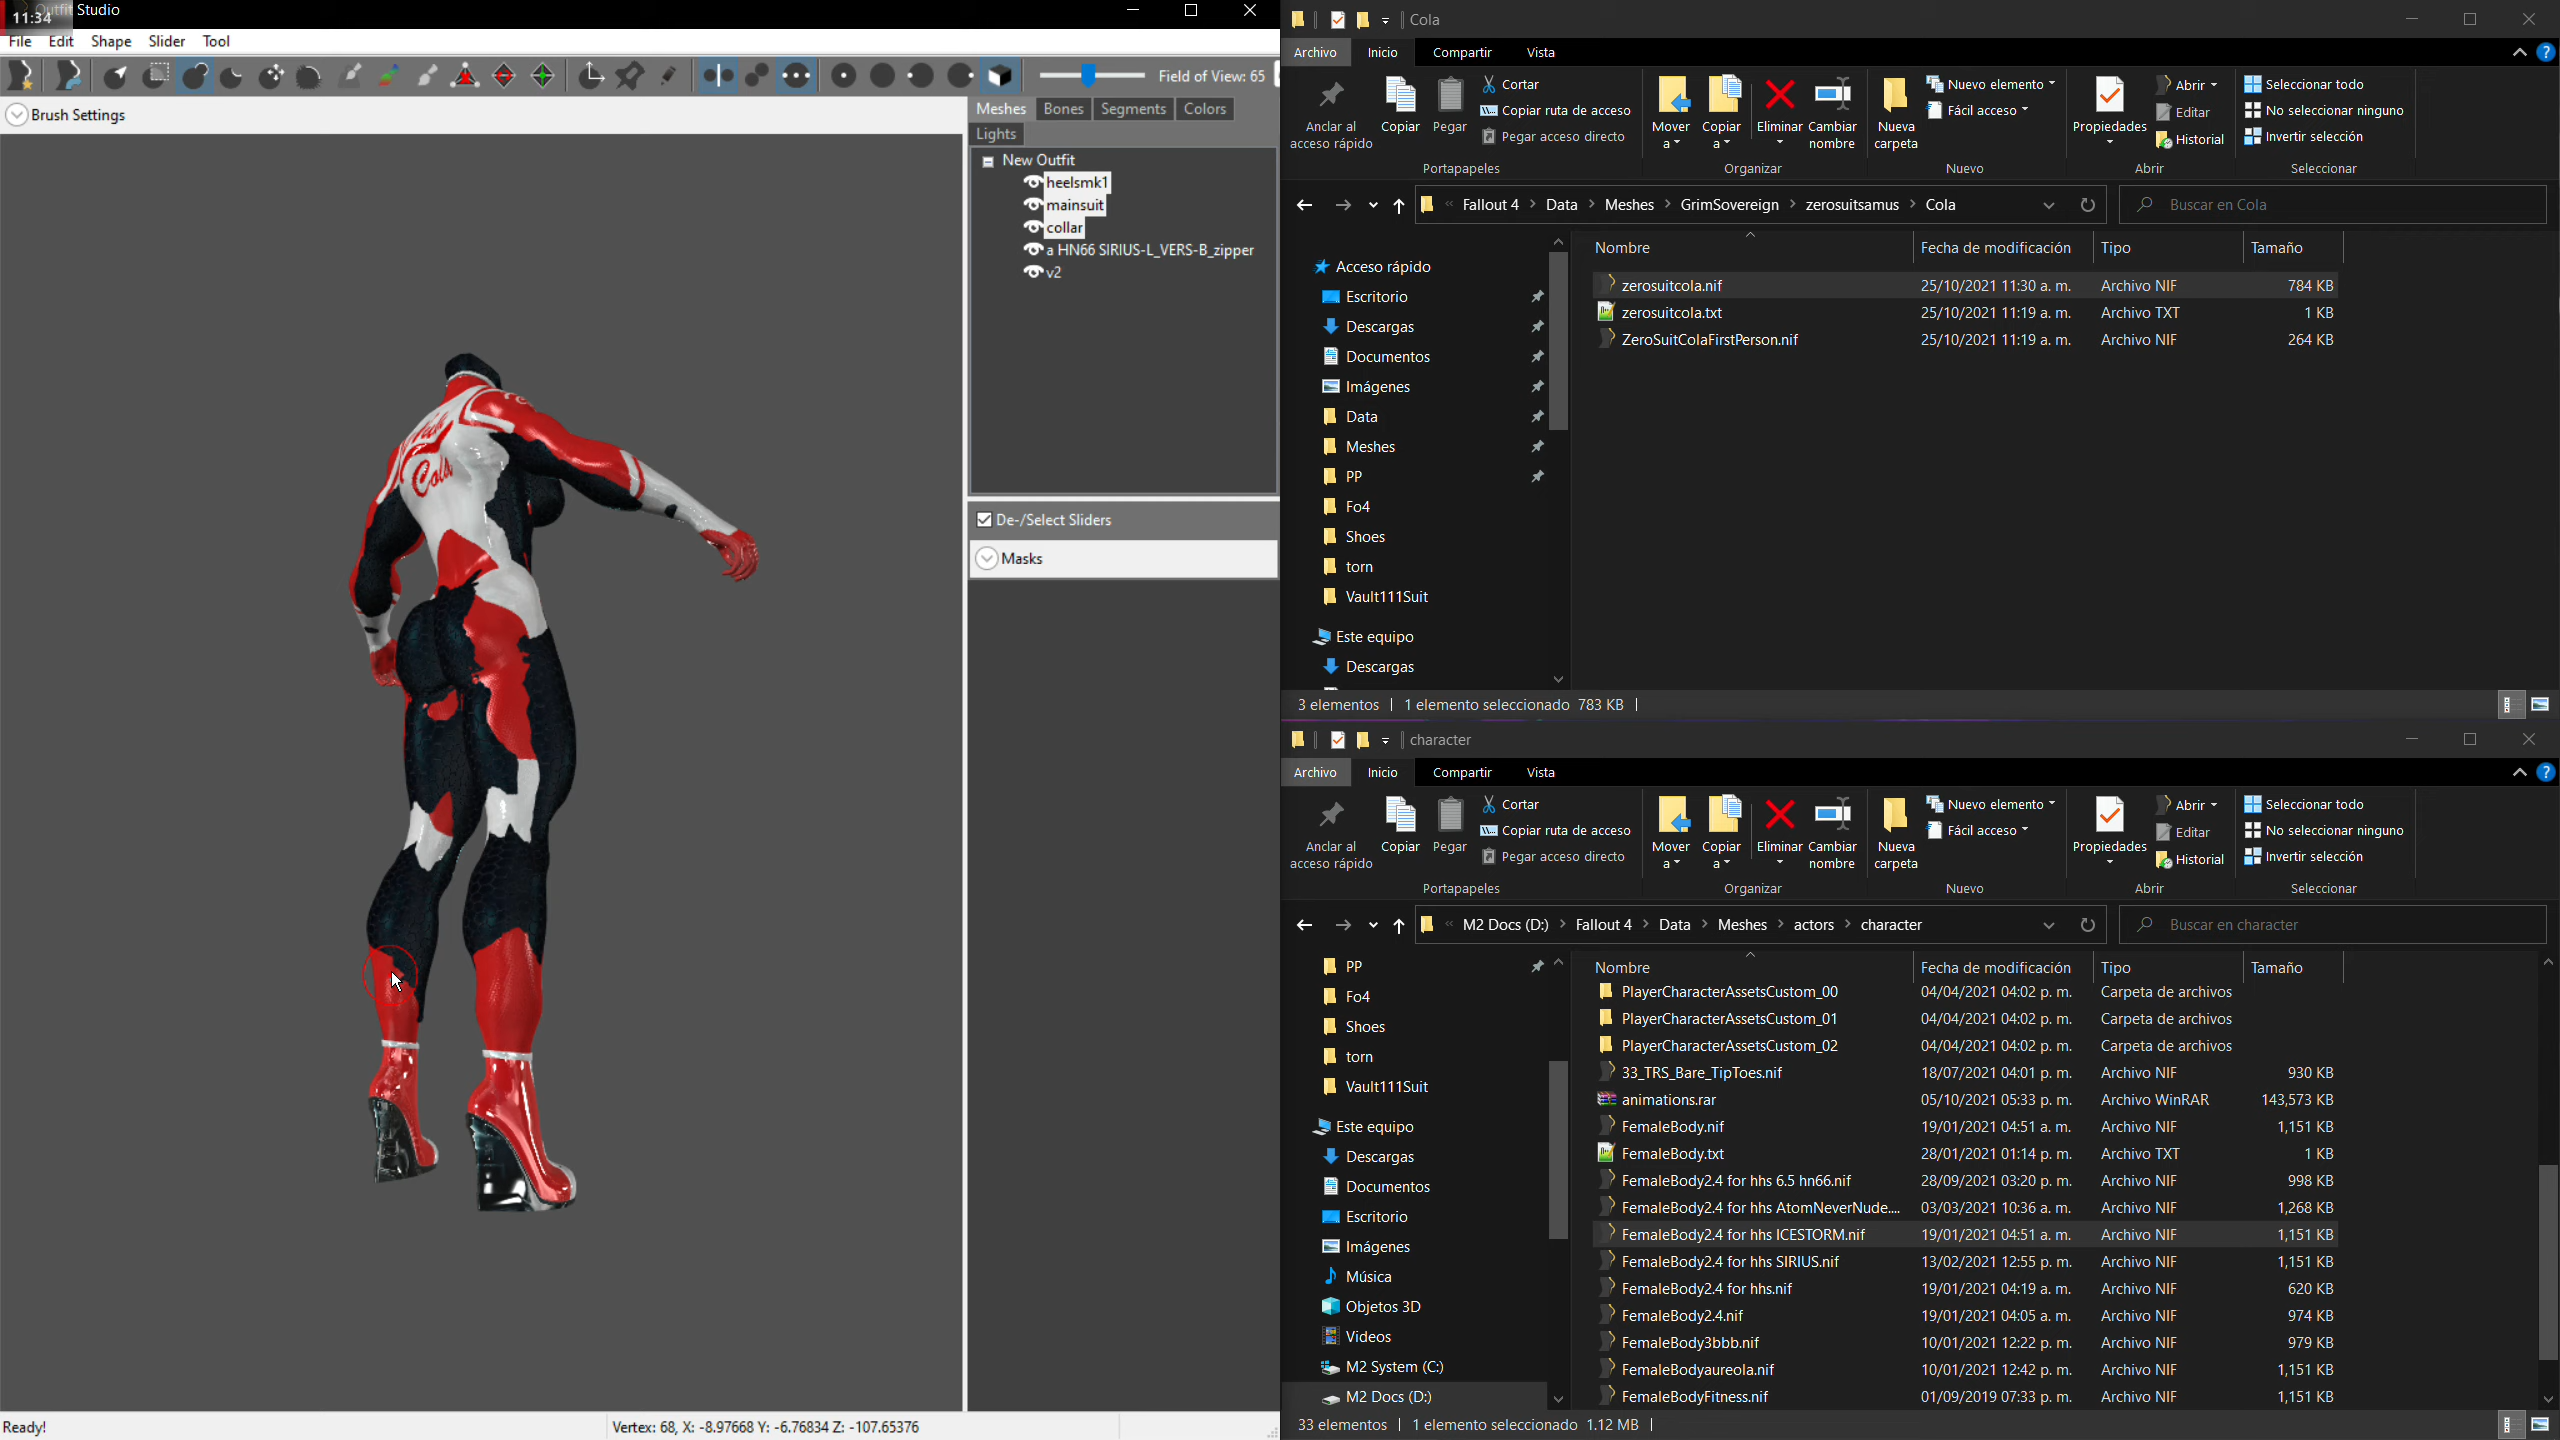 11:34
Outfit Studio
File Edit Shape Slider Tool
Field of View: 65
Brush Settings
Meshes Bones Segments Colors
Lights
New Outfit
heelsmk1
mainsuit
collar
a HN66 SIRIUS-L_VERS-B_zipper
v2
De-/Select Sliders
Masks
Cola
Ready!
Vertex: 68, X: -8.97668 Y: -6.76834 Z: -107.65376
Cola
Archivo Inicio Compartir Vista
Anclar al acceso rápido
Copiar
Pegar
Cortar
Copiar ruta de acceso
Pegar acceso directo
Portapapeles
Mover a
Copiar a
Eliminar
Cambiar nombre
Organizar
Nueva carpeta
Nuevo elemento
Fácil acceso
Nuevo
Propiedades
Abrir
Editar
Historial
Abrir
Seleccionar todo
No seleccionar ninguno
Invertir selección
Seleccionar
« Fallout 4 > Data > Meshes > GrimSovereign > zerosuitsamus > Cola
Buscar en Cola
Acceso rápido
Escritorio
Descargas
Documentos
Imágenes
Data
Meshes
PP
Fo4
Shoes
torn
Vault111Suit
Este equipo
Descargas
Nombre Fecha de modificación Tipo Tamaño
zerosuitcola.nif 25/10/2021 11:30 a. m. Archivo NIF 784 KB
zerosuitcola.txt 25/10/2021 11:19 a. m. Archivo TXT 1 KB
ZeroSuitColaFirstPerson.nif 25/10/2021 11:19 a. m. Archivo NIF 264 KB
3 elementos 1 elemento seleccionado 783 KB
character
Archivo Inicio Compartir Vista
Anclar al acceso rápido
Copiar
Pegar
Cortar
Copiar ruta de acceso
Pegar acceso directo
Portapapeles
Mover a
Copiar a
Eliminar
Cambiar nombre
Organizar
Nueva carpeta
Nuevo elemento
Fácil acceso
Nuevo
Propiedades
Abrir
Editar
Historial
Abrir
Seleccionar todo
No seleccionar ninguno
Invertir selección
Seleccionar
« M2 Docs (D:) > Fallout 4 > Data > Meshes > actors > character
Buscar en character
PP
Fo4
Shoes
torn
Vault111Suit
Este equipo
Descargas
Documentos
Escritorio
Imágenes
Música
Objetos 3D
Videos
M2 System (C:)
M2 Docs (D:)
Nombre Fecha de modificación Tipo Tamaño
PlayerCharacterAssetsCustom_00 04/04/2021 04:02 p. m. Carpeta de archivos
PlayerCharacterAssetsCustom_01 04/04/2021 04:02 p. m. Carpeta de archivos
PlayerCharacterAssetsCustom_02 04/04/2021 04:02 p. m. Carpeta de archivos
33_TRS_Bare_TipToes.nif 18/07/2021 04:01 p. m. Archivo NIF 930 KB
animations.rar 05/10/2021 05:33 p. m. Archivo WinRAR 143,573 KB
FemaleBody.nif 19/01/2021 04:51 a. m. Archivo NIF 1,151 KB
FemaleBody.txt 28/01/2021 01:14 p. m. Archivo TXT 1 KB
FemaleBody2.4 for hhs 6.5 hn66.nif 28/09/2021 03:20 p. m. Archivo NIF 998 KB
FemaleBody2.4 for hhs AtomNeverNude.... 03/03/2021 10:36 a. m. Archivo NIF 1,268 KB
FemaleBody2.4 for hhs ICESTORM.nif 19/01/2021 04:51 a. m. Archivo NIF 1,151 KB
FemaleBody2.4 for hhs SIRIUS.nif 13/02/2021 12:55 p. m. Archivo NIF 1,151 KB
FemaleBody2.4 for hhs.nif 19/01/2021 04:19 a. m. Archivo NIF 620 KB
FemaleBody2.4.nif 19/01/2021 04:05 a. m. Archivo NIF 974 KB
FemaleBody3bbb.nif 10/01/2021 12:22 p. m. Archivo NIF 979 KB
FemaleBodyaureola.nif 10/01/2021 12:42 p. m. Archivo NIF 1,151 KB
FemaleBodyFitness.nif 01/09/2019 07:33 p. m. Archivo NIF 1,151 KB
33 elementos 1 elemento seleccionado 1.12 MB